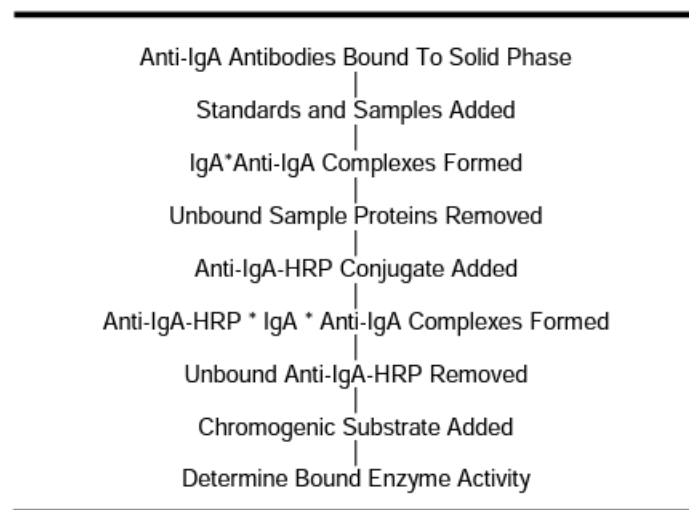 Anti-IgA Antibodies Bound To Solid Phase
Standards and Samples Added
IgA*Anti-IgA Complexes Formed
Unbound Sample Proteins Removed
Anti-IgA-HRP Conjugate Added
Anti-IgA-HRP * IgA * Anti-IgA Complexes Formed
Unbound Anti-IgA-HRP Removed
Chromogenic Substrate Added
Determine Bound Enzyme Activity